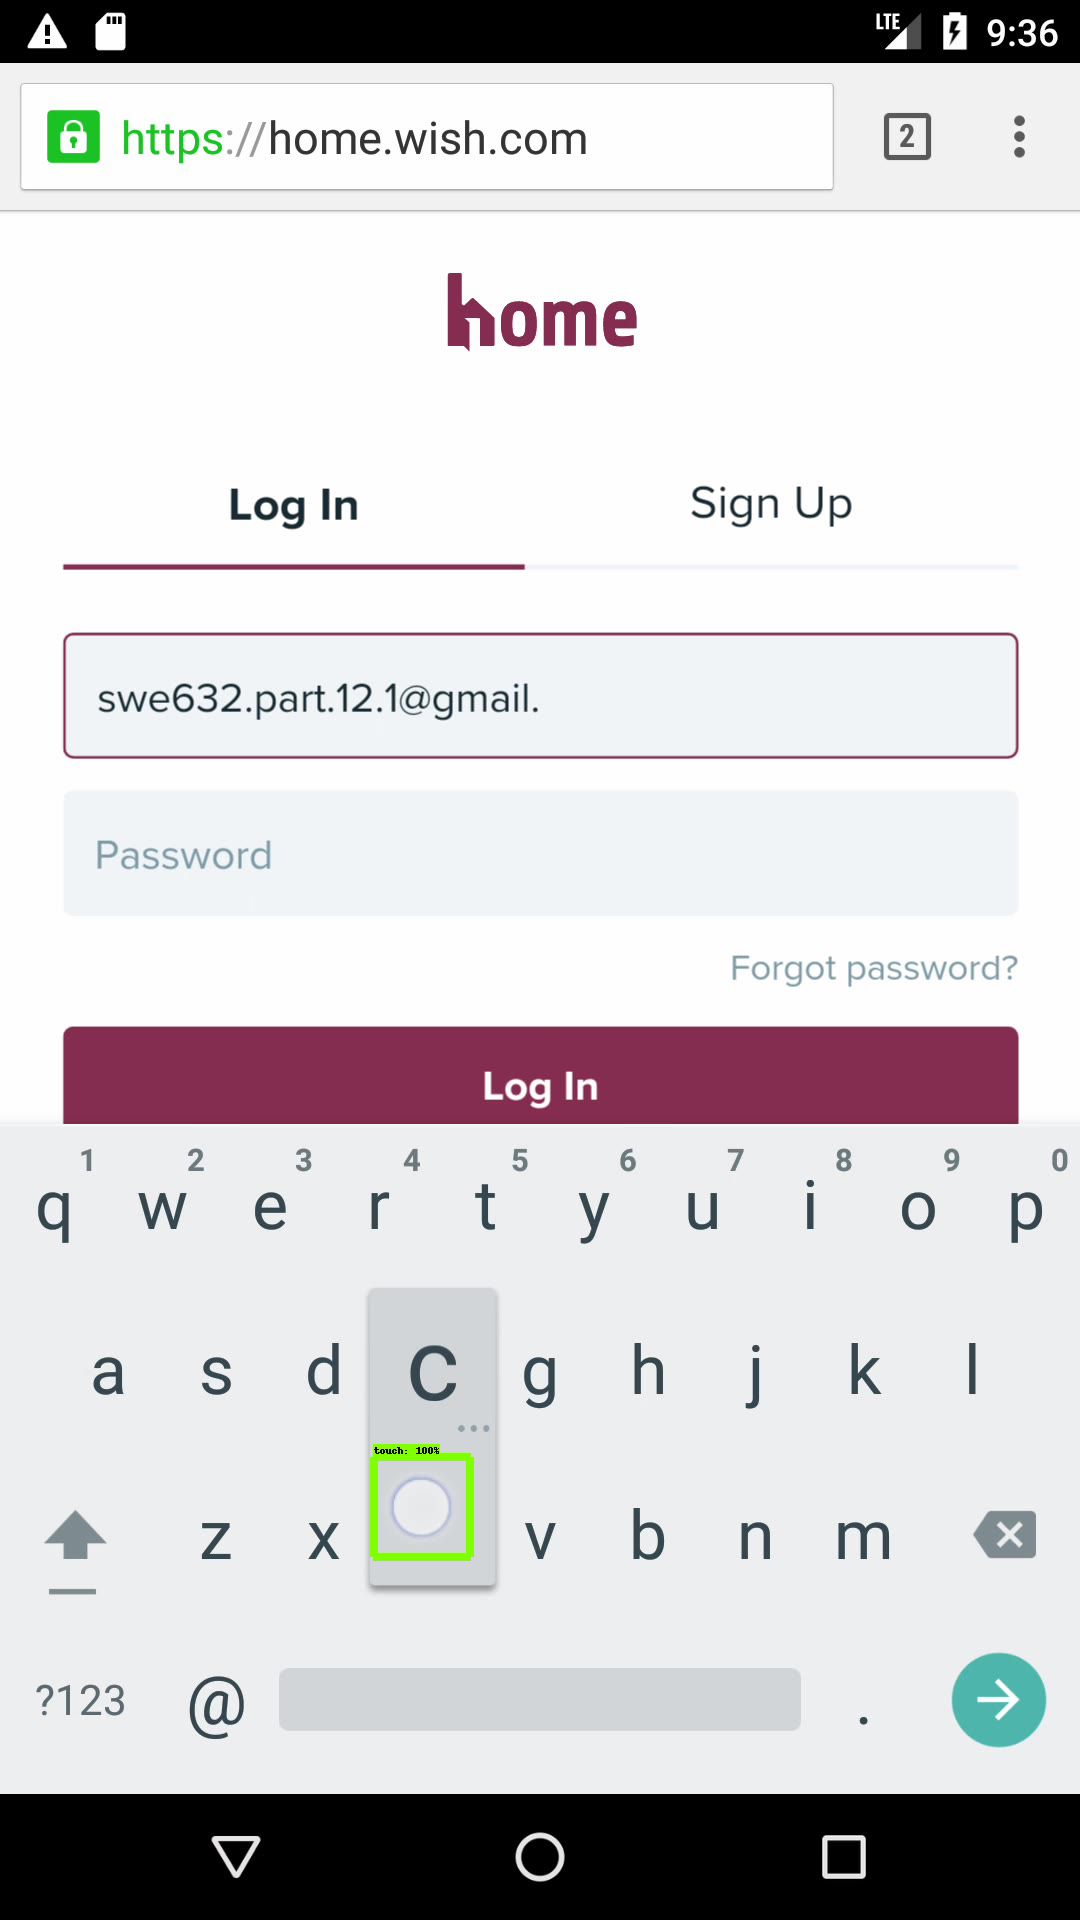 LTE 9:36
https://home.wish.com 2
home
Log In Sign Up
swe632.part.12.1@gmail.
Password
Forgot password?
Log In
1 2 3 4 5 6 7 8 9 0
q w e r t y u i o p
a s d c g h j k l
touch: 100%
z x v b n m
?123 @ .